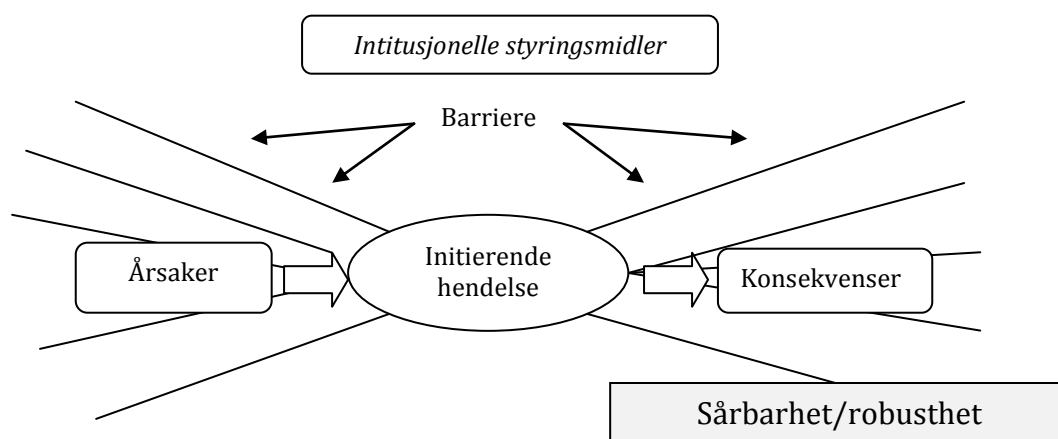 Intitusjonelle styringsmidler
Barriere
Årsaker
Initierende
hendelse
Konsekvenser
Sårbarhet/robusthet